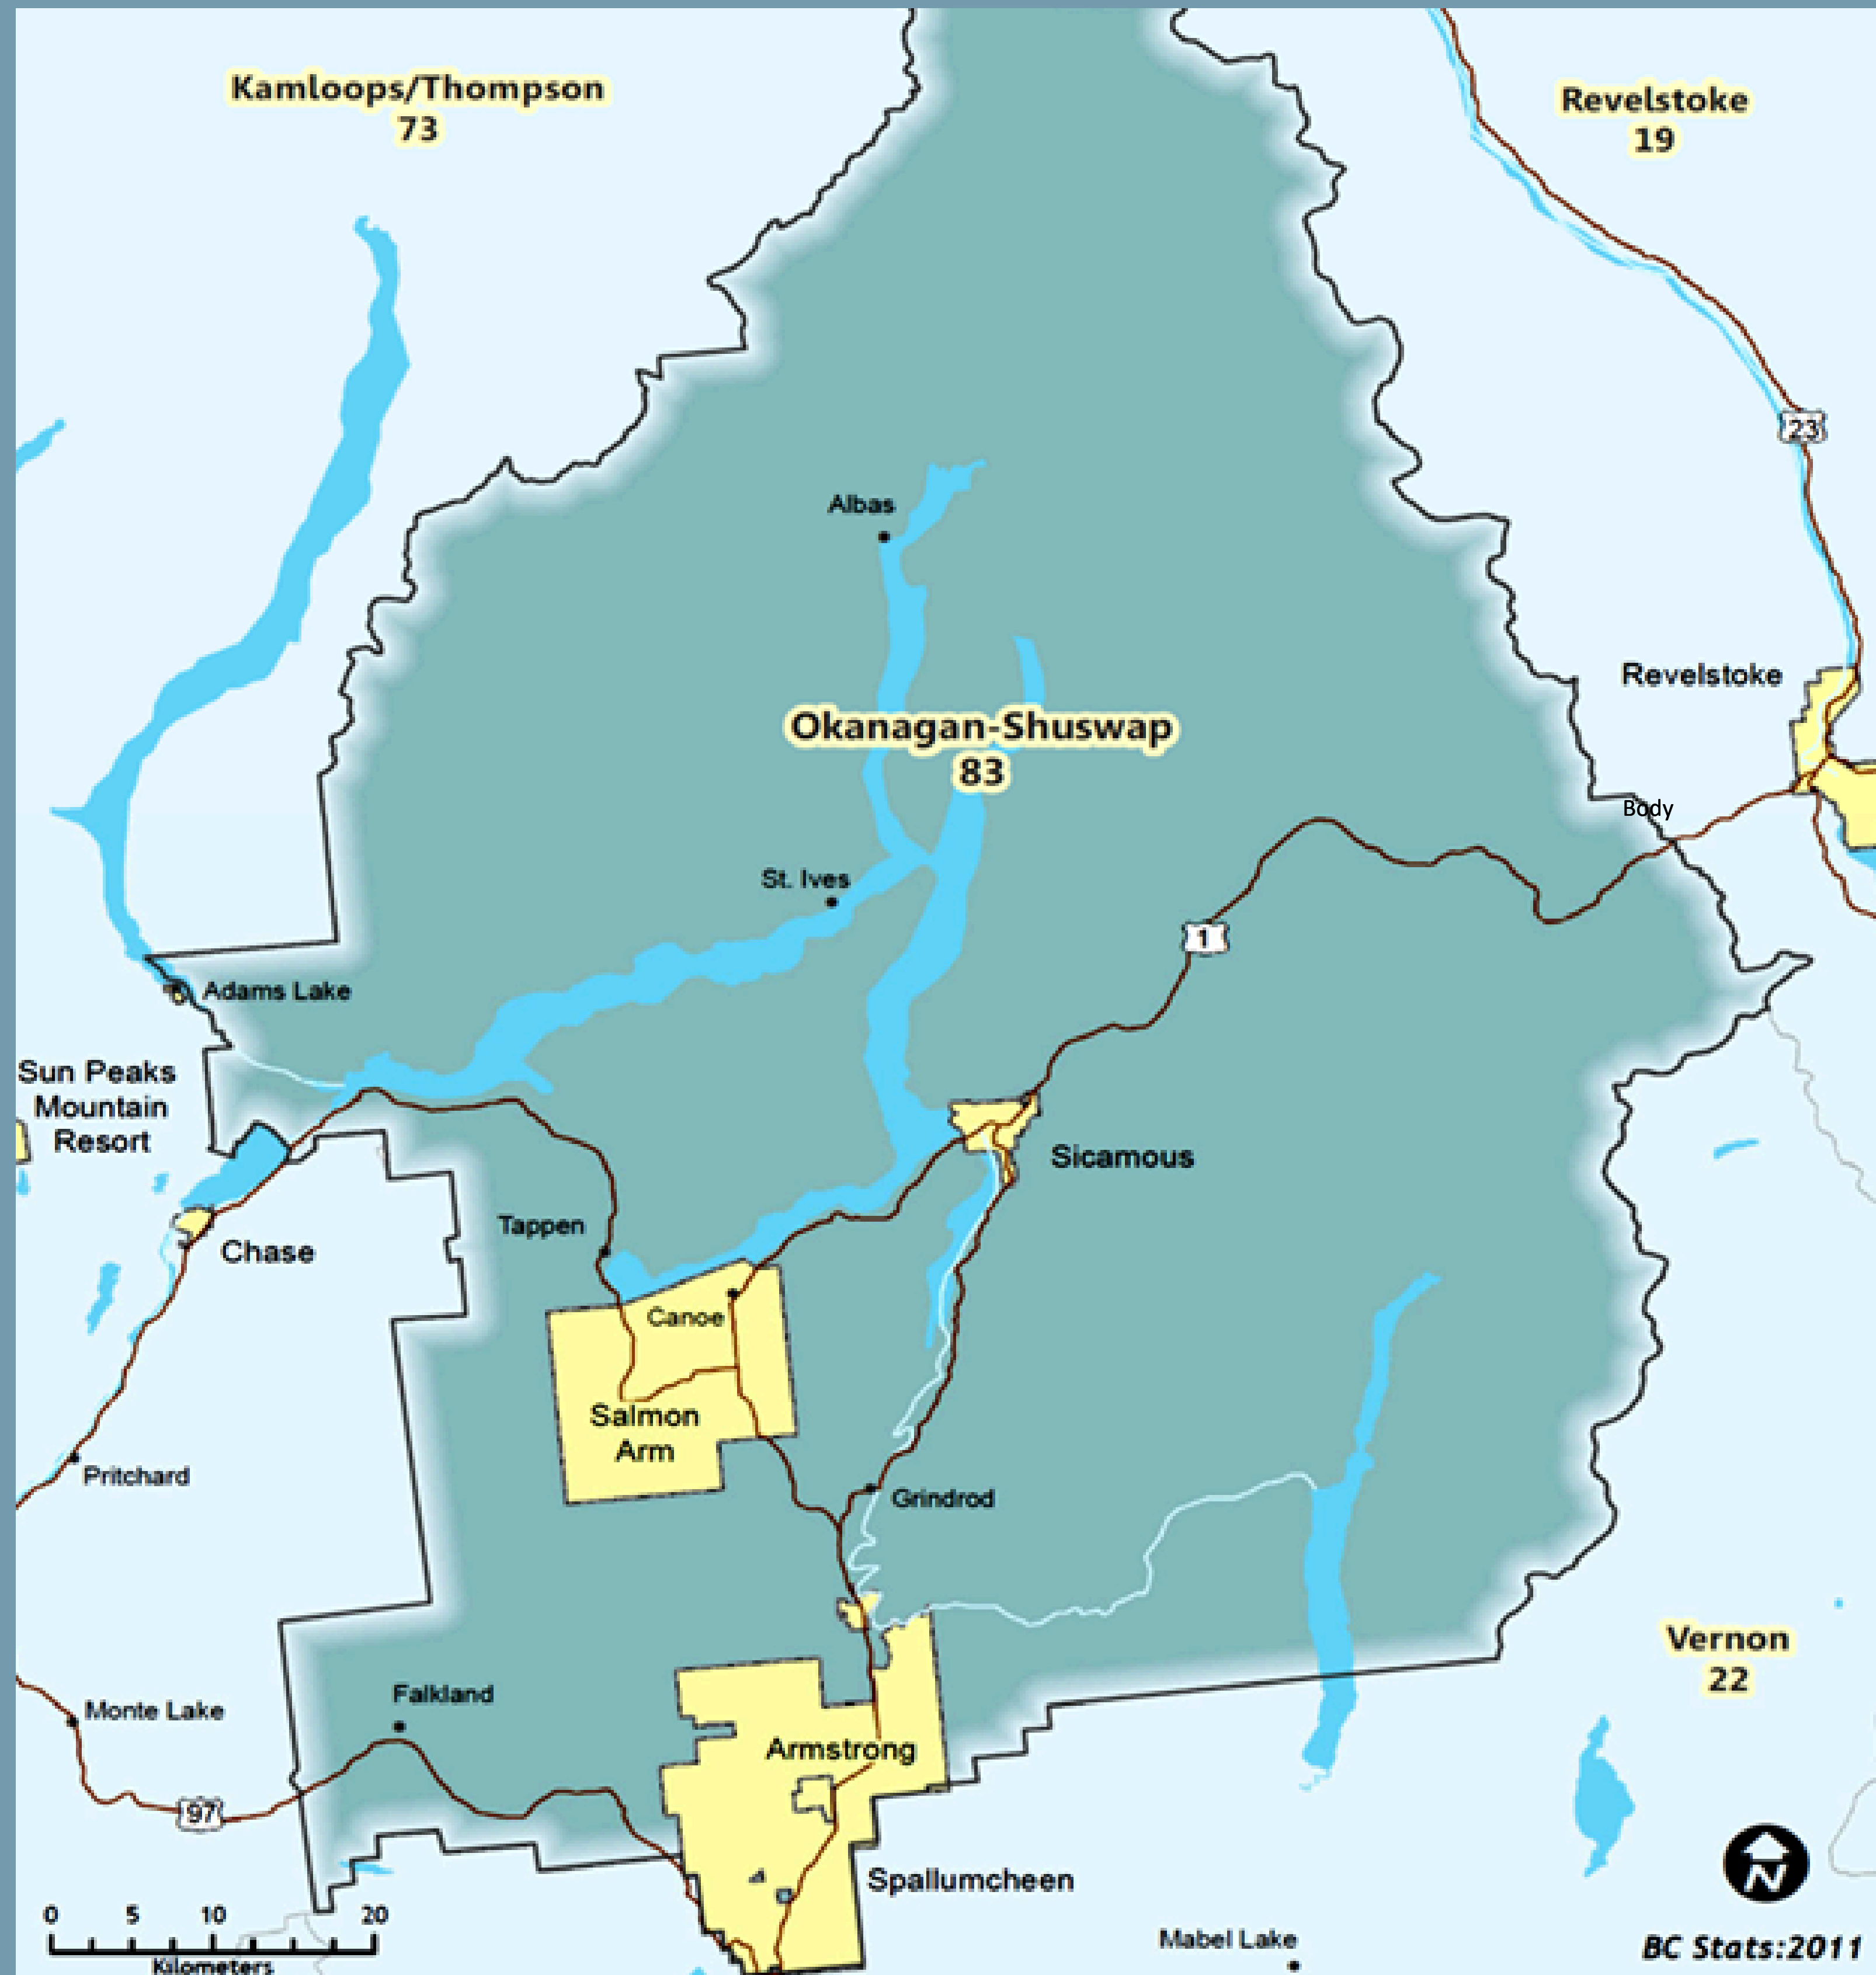 Kamloops/Thompson
73
Revelstoke
19
23
Albas
Revelstoke
Okanagan-Shuswap
83
Body
St. Ives
1
Adams Lake
Sun Peaks
Mountain
Resort
Sicamous
Tappen
Chase
Canoe
Salmon
Arm
Pritchard
Grindrod
Vernon
22
Falkland
Monte Lake
Armstrong
97
Spallumcheen
0 5 10 20
Kilometers
Mabel Lake
N
BC Stats:2011